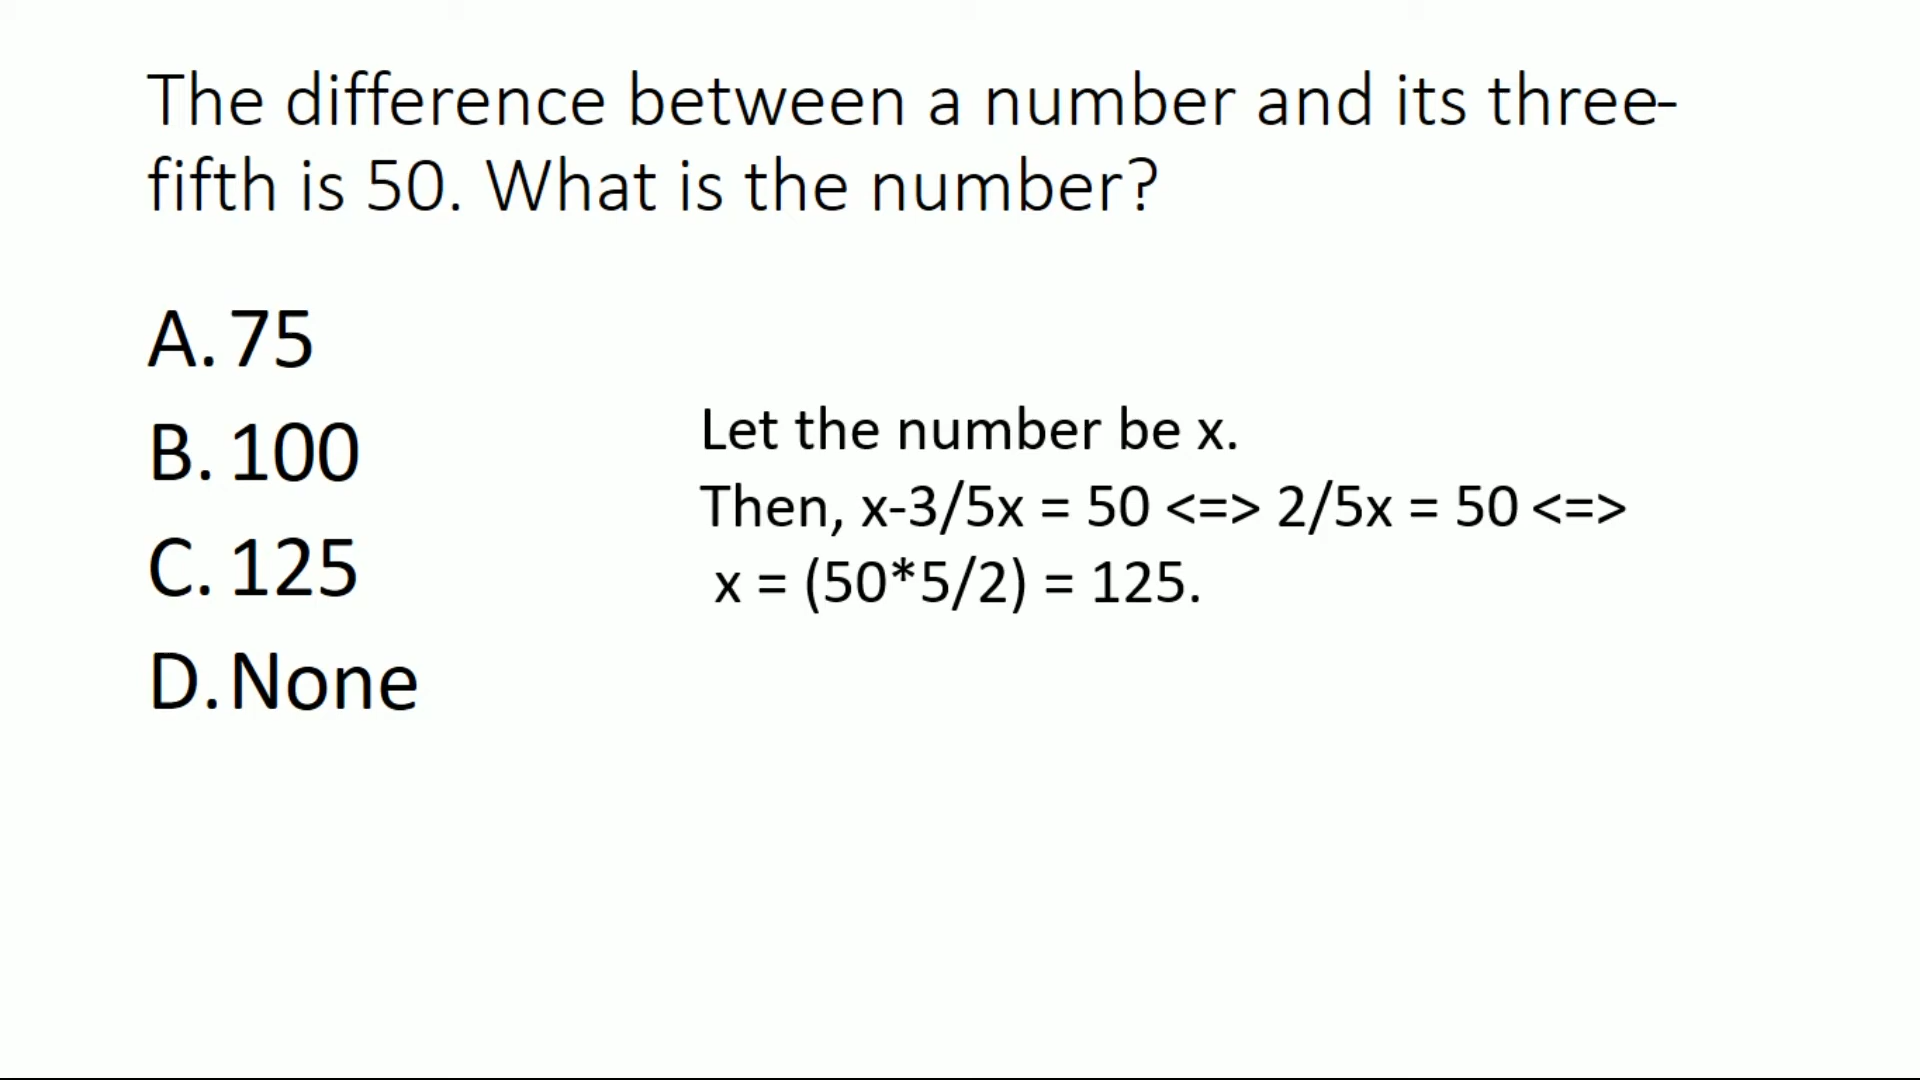 The difference between a number and its three-
fifth is 50. What is the number?
A. 75
B. 100
C. 125
D. None
Let the number be x.
Then, x-3/5x = 50 <=> 2/5x = 50 <=>
x = (50*5/2) = 125.